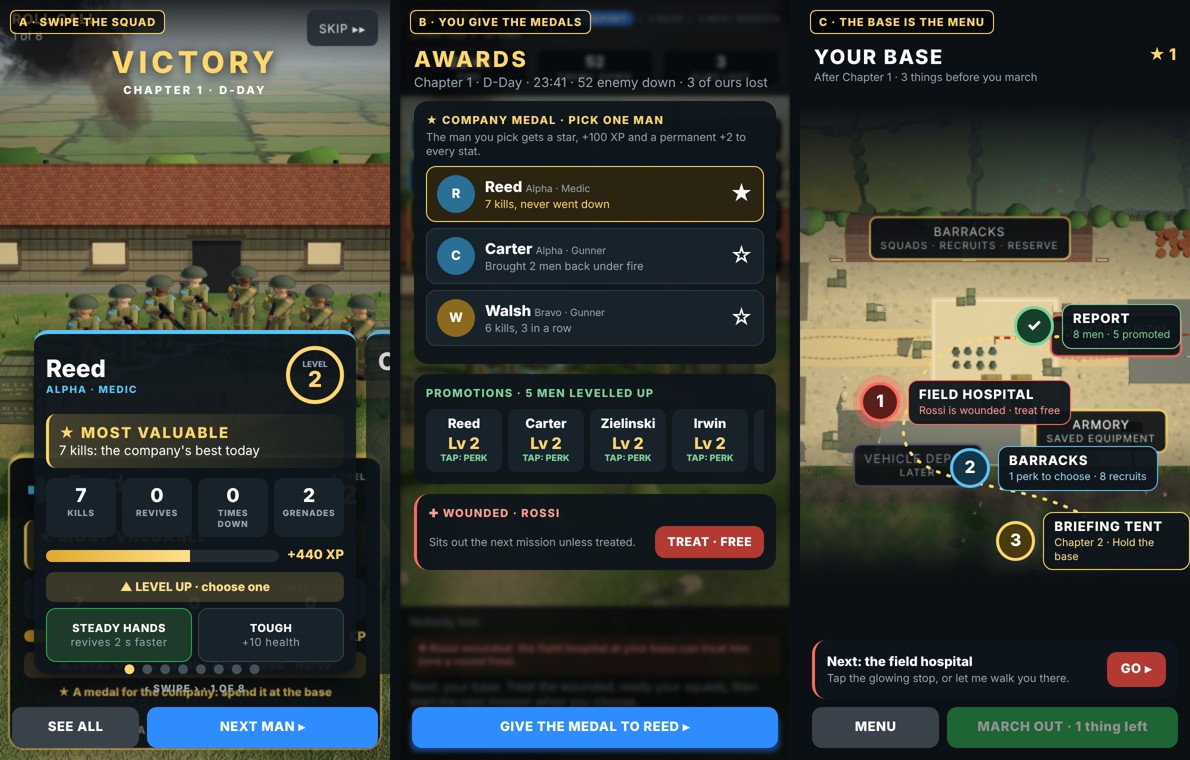 A · SWIPE THE SQUAD
1 of 8
SKIP ▸▸
VICTORY
CHAPTER 1 · D-DAY
Reed
ALPHA · MEDIC
LEVEL
2
★ MOST VALUABLE
7 kills: the company's best today
7
KILLS
0
REVIVES
0
TIMES DOWN
2
GRENADES
+440 XP
▲ LEVEL UP · choose one
STEADY HANDS
revives 2 s faster
TOUGH
+10 health
SWIPE · 1 OF 8
★ A medal for the company: spend it at the base
SEE ALL
NEXT MAN ▸
B · YOU GIVE THE MEDALS
AWARDS
Chapter 1 · D-Day · 23:41 · 52 enemy down · 3 of ours lost
★ COMPANY MEDAL · PICK ONE MAN
The man you pick gets a star, +100 XP and a permanent +2 to
every stat.
R
Reed Alpha · Medic
7 kills, never went down
★
C
Carter Alpha · Gunner
Brought 2 men back under fire
☆
W
Walsh Bravo · Gunner
6 kills, 3 in a row
☆
PROMOTIONS · 5 MEN LEVELLED UP
Reed
Lv 2
TAP: PERK
Carter
Lv 2
TAP: PERK
Zielinski
Lv 2
TAP: PERK
Irwin
Lv 2
TAP: PERK
✚ WOUNDED · ROSSI
Sits out the next mission unless treated.
TREAT · FREE
GIVE THE MEDAL TO REED ▸
C · THE BASE IS THE MENU
YOUR BASE
★ 1
After Chapter 1 · 3 things before you march
BARRACKS
SQUADS · RECRUITS · RESERVE
✓
REPORT
8 men · 5 promoted
1
FIELD HOSPITAL
Rossi is wounded · treat free
ARMORY
SAVED EQUIPMENT
VEHICLE DEP
LATER
2
BARRACKS
1 perk to choose · 8 recruits
3
BRIEFING TENT
Chapter 2 · Hold the
base
Next: the field hospital
Tap the glowing stop, or let me walk you there.
GO ▸
MENU
MARCH OUT · 1 thing left